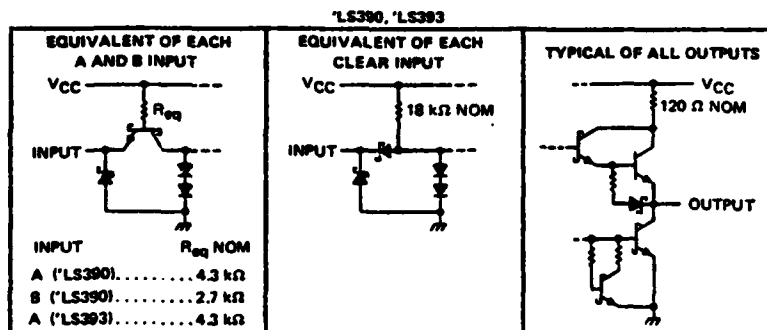 'LS390, 'LS393
EQUIVALENT OF EACH
A AND B INPUT
VCC
Req
INPUT
INPUT Req NOM
A ('LS390).........4.3 kΩ
B ('LS390).........2.7 kΩ
A ('LS393).........4.3 kΩ
EQUIVALENT OF EACH
CLEAR INPUT
VCC
18 kΩ NOM
INPUT
TYPICAL OF ALL OUTPUTS
VCC
120 Ω NOM
OUTPUT